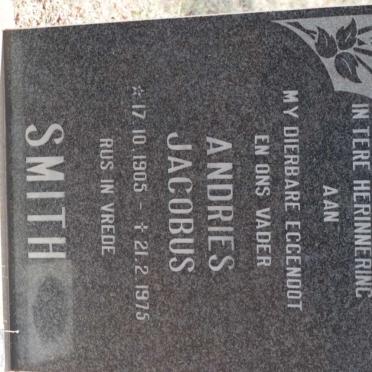 IN TERE HERINNERING
AAN
MY DIERBARE EGGENOOT
EN ONS VADER
ANDRIES
JACOBUS
☆17.10.1905 - ✝21.2.1975
RUS IN VREDE
SMITH